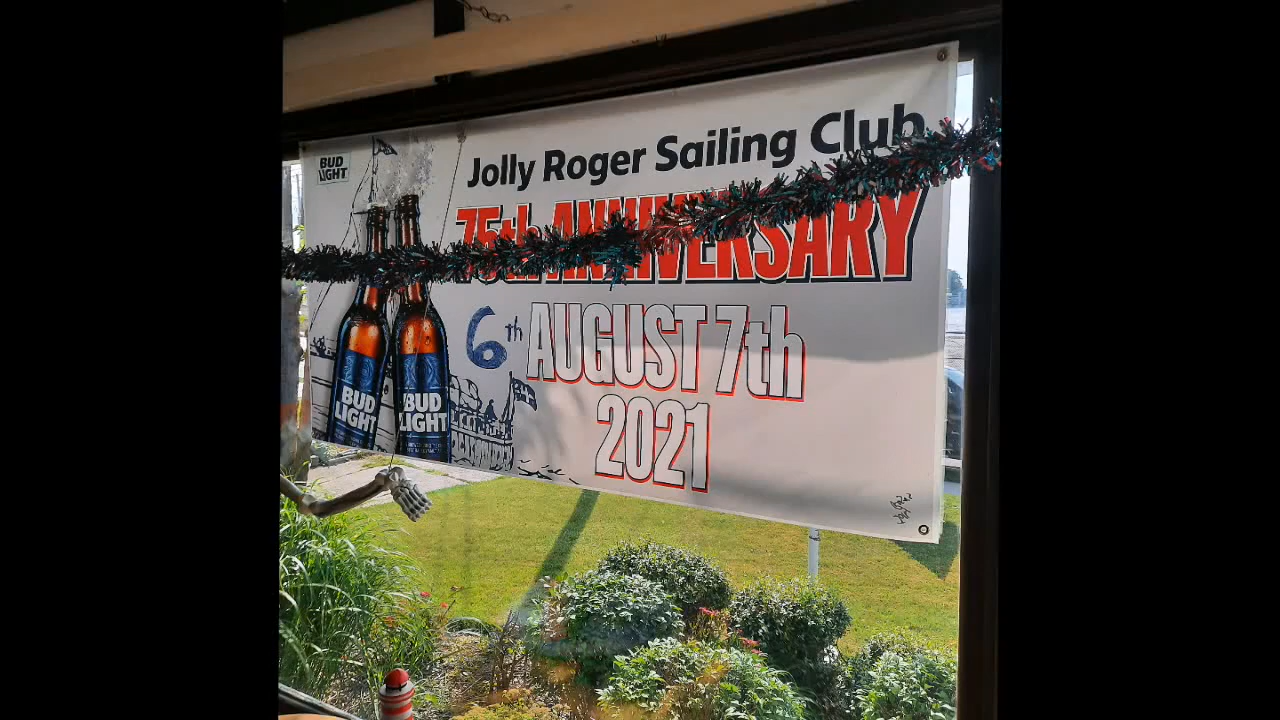 BUD
LIGHT
Jolly Roger Sailing Club
75th ANNIVERSARY
6th AUGUST 7th
2021
BUD
LIGHT
BUD
LIGHT